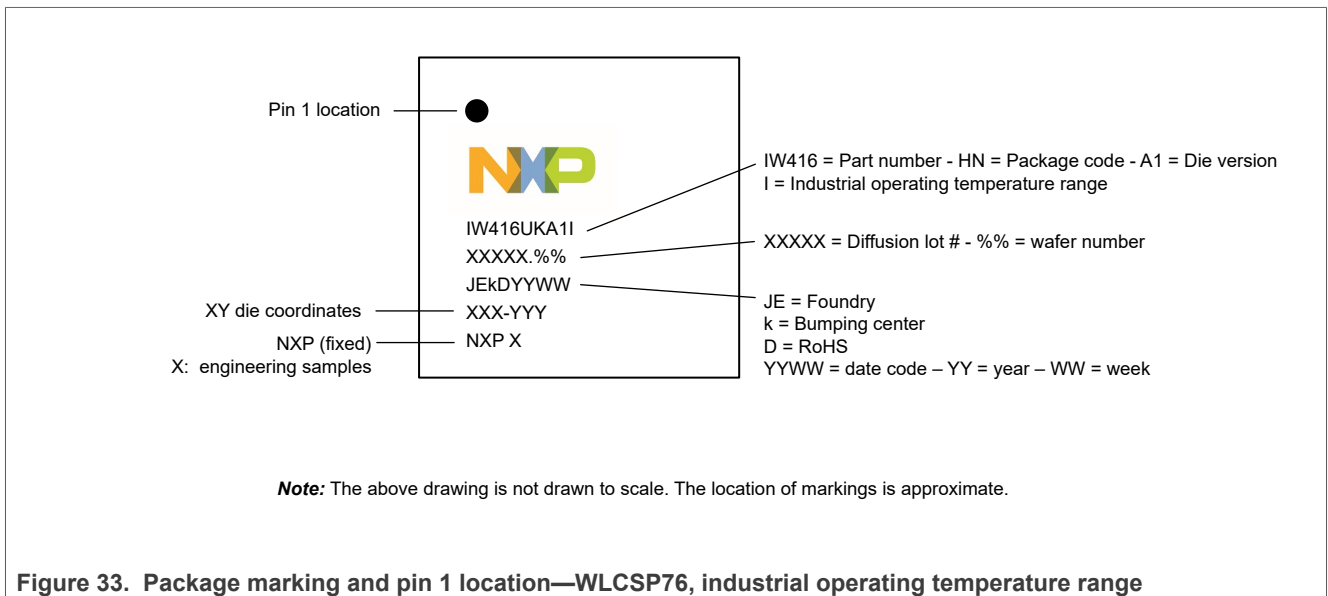 Pin 1 location
NXP
IW416 = Part number - HN = Package code - A1 = Die version
I = Industrial operating temperature range
IW416UKA1I
XXXXX.%%
XXXXX = Diffusion lot # - %% = wafer number
JEkDYYWW
JE = Foundry
k = Bumping center
D = RoHS
YYWW = date code – YY = year – WW = week
XY die coordinates
XXX-YYY
NXP (fixed)
X: engineering samples
NXP X
Note: The above drawing is not drawn to scale. The location of markings is approximate.
Figure 33. Package marking and pin 1 location—WLCSP76, industrial operating temperature range